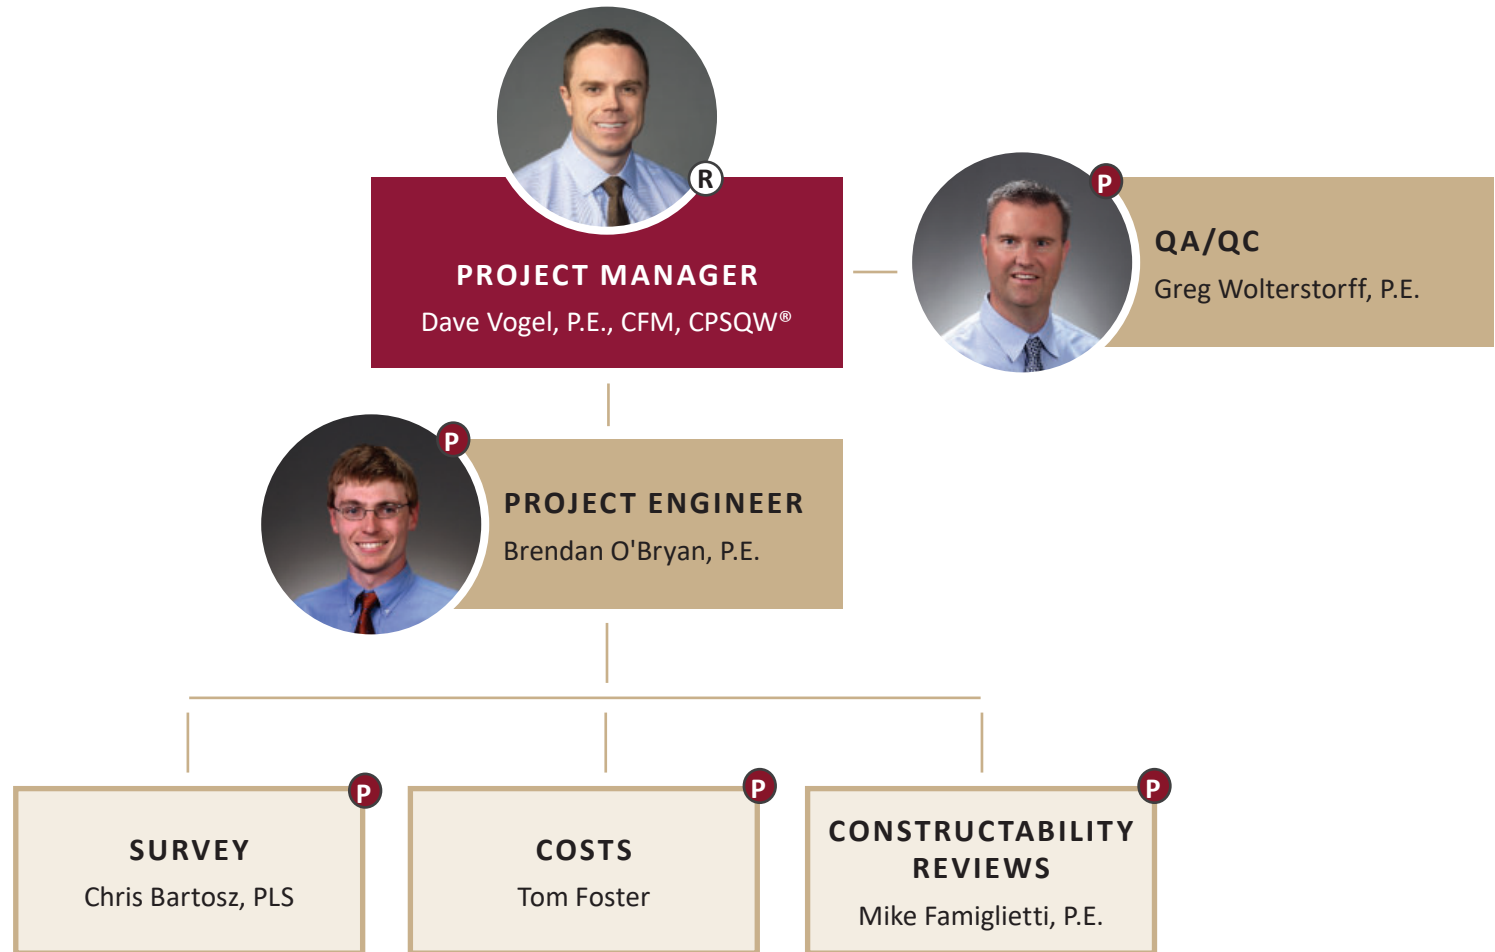 R
PROJECT MANAGER
Dave Vogel, P.E., CFM, CPSQW®
P
QA/QC
Greg Wolterstorff, P.E.
P
PROJECT ENGINEER
Brendan O'Bryan, P.E.
P
SURVEY
Chris Bartosz, PLS
P
COSTS
Tom Foster
P
CONSTRUCTABILITY
REVIEWS
Mike Famiglietti, P.E.